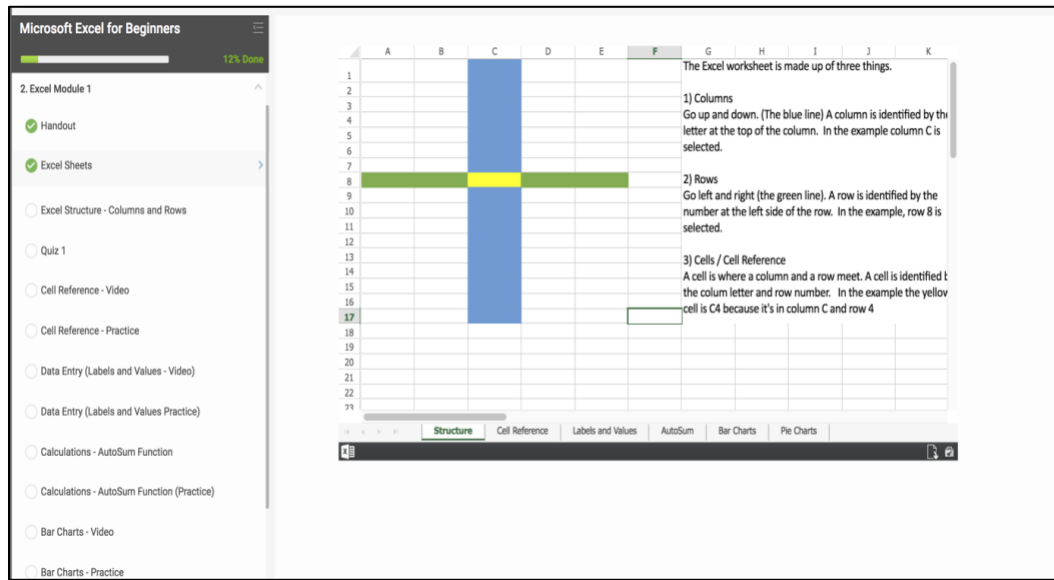 Microsoft Excel for Beginners
12% Done
2. Excel Module 1
Handout
Excel Sheets
Excel Structure - Columns and Rows
Quiz 1
Cell Reference - Video
Cell Reference - Practice
Data Entry (Labels and Values - Video)
Data Entry (Labels and Values Practice)
Calculations - AutoSum Function
Calculations - AutoSum Function (Practice)
Bar Charts - Video
Bar Charts - Practice
A B C D E F G H I J K
1
2
3
4
5
6
7
8
9
10
11
12
13
14
15
16
17
18
19
20
21
22
23
The Excel worksheet is made up of three things.
1) Columns
Go up and down. (The blue line) A column is identified by the
letter at the top of the column. In the example column C is
selected.
2) Rows
Go left and right (the green line). A row is identified by the
number at the left side of the row. In the example, row 8 is
selected.
3) Cells / Cell Reference
A cell is where a column and a row meet. A cell is identified b
the colum letter and row number. In the example the yellow
cell is C4 because it's in column C and row 4
Structure Cell Reference Labels and Values AutoSum Bar Charts Pie Charts